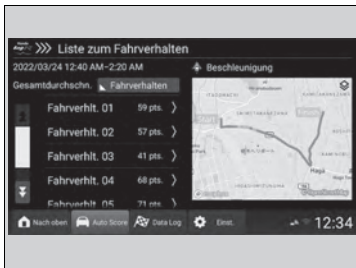 Liste zum Fahrverhalten
2022/03/24 12:40 AM-2:20 AM
Beschleunigung
Gesamtdurchschn.
Fahrverhalten
Fahrverhlt. 01 59 pts.
Fahrverhlt. 02 57 pts.
Fahrverhlt. 03 41 pts.
Fahrverhlt. 04 68 pts.
Fahrverhlt. 05 71 pts.
Haga
Nach oben
Auto Score
Data Log
Einst.
12:34